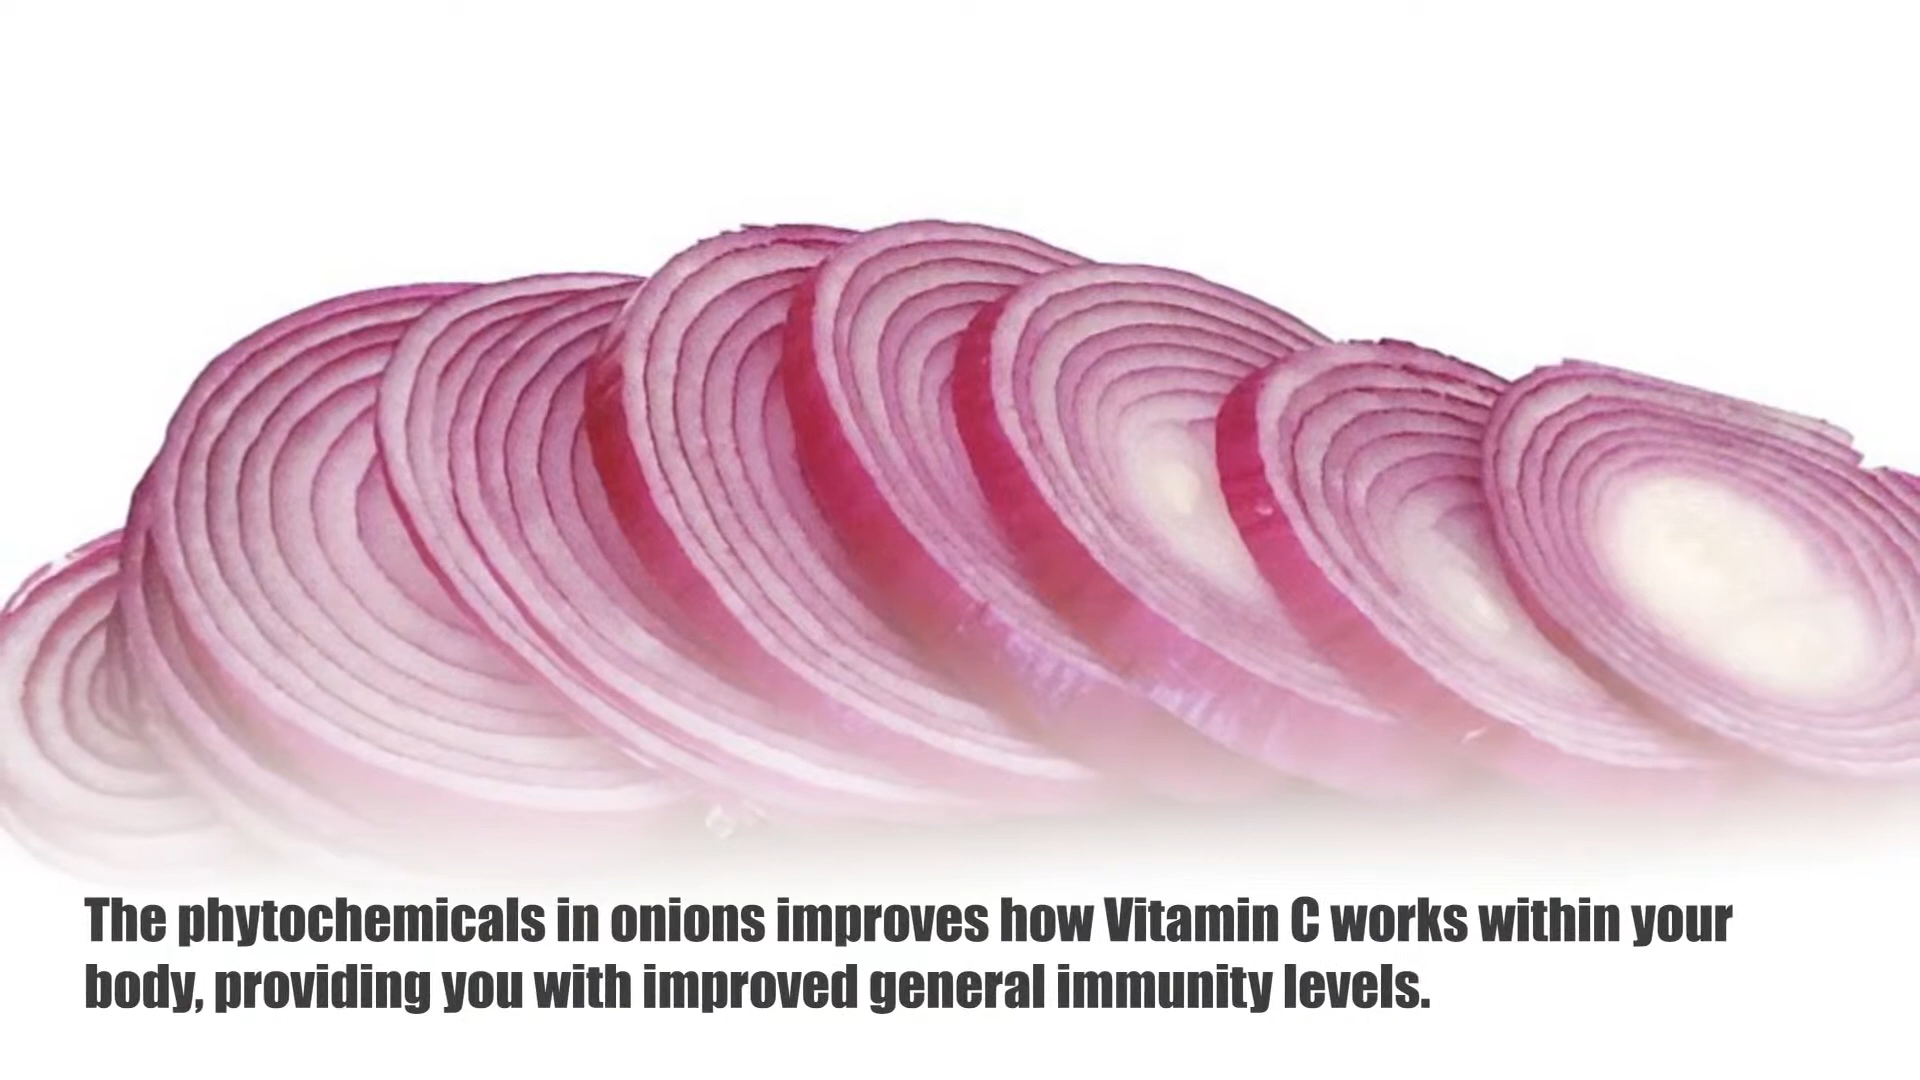 The phytochemicals in onions improves how Vitamin C works within your
body, providing you with improved general immunity levels.